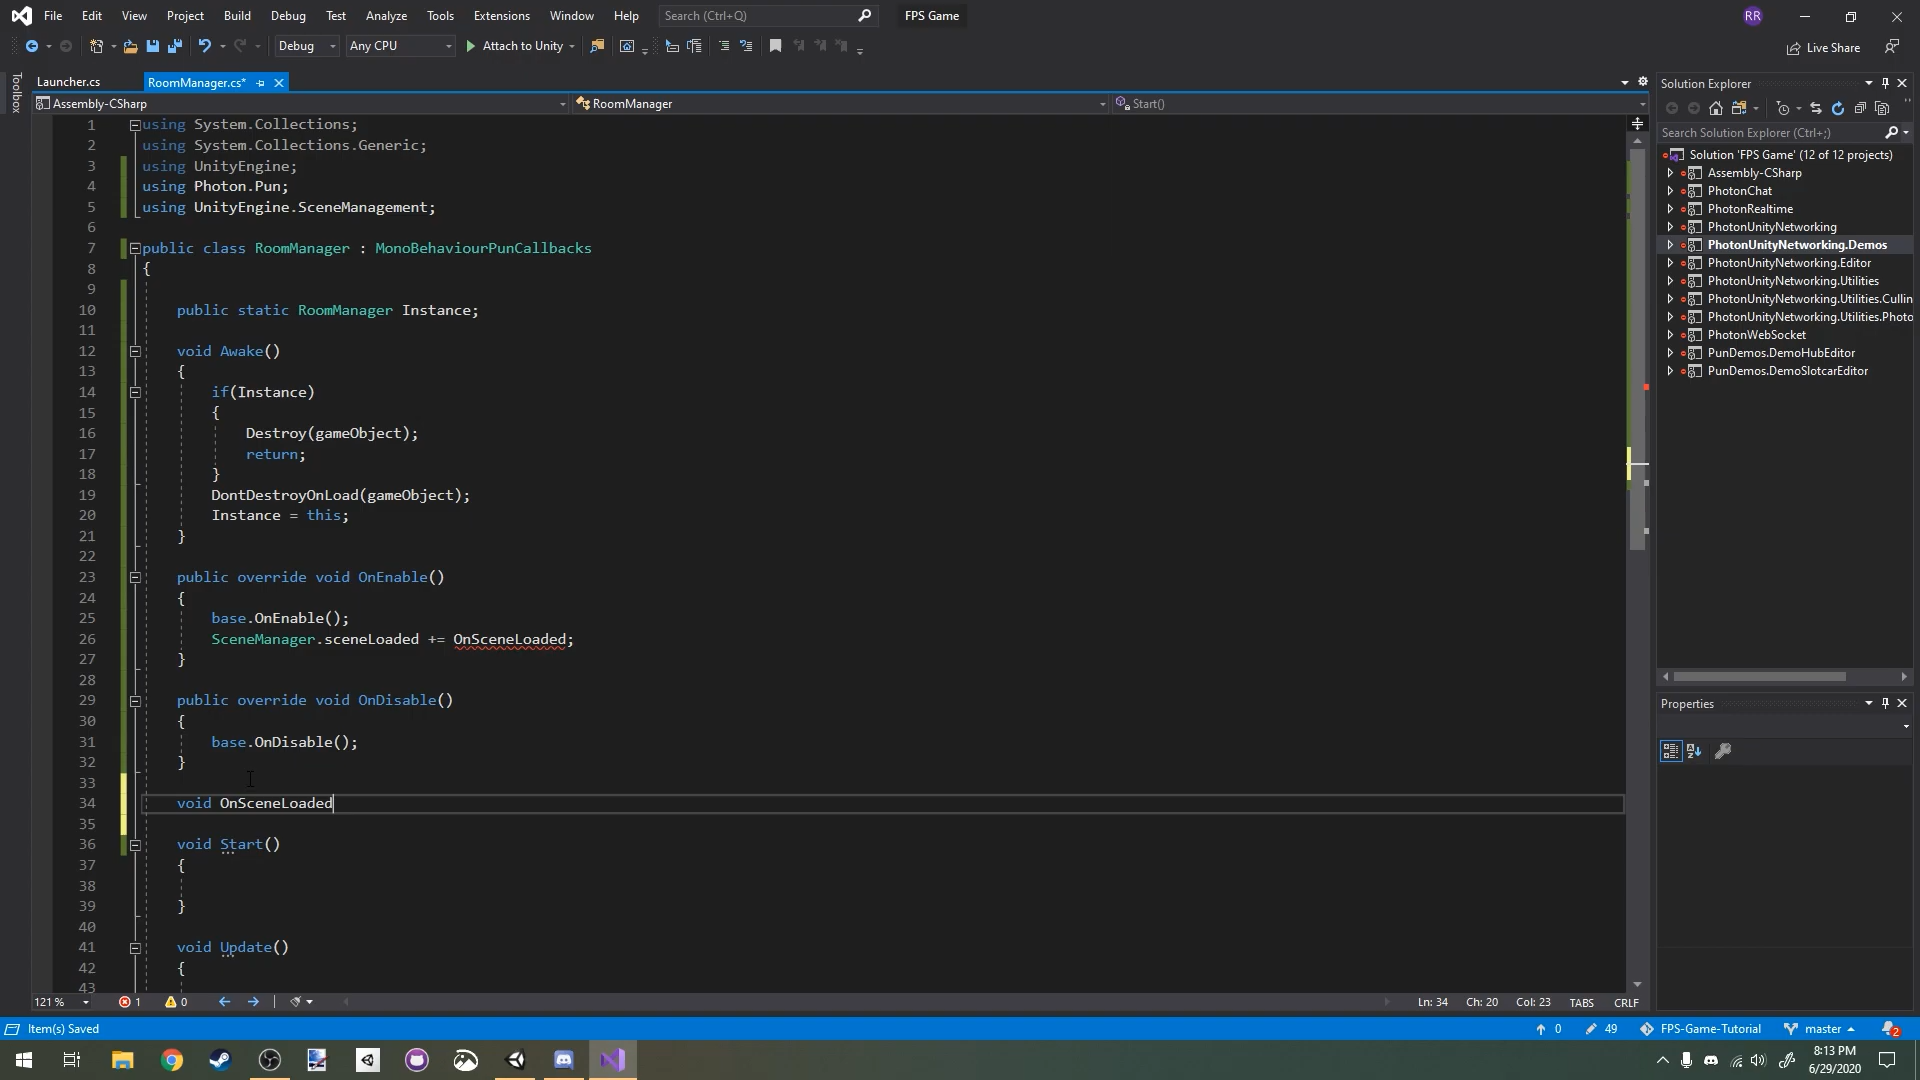 File Edit View Project Build Debug Test Analyze Tools Extensions Window Help Search (Ctrl+Q) FPS Game RR
Debug Any CPU Attach to Unity Live Share
Toolbox
Launcher.cs RoomManager.cs*
Assembly-CSharp RoomManager Start()
1 using System.Collections;
2 using System.Collections.Generic;
3 using UnityEngine;
4 using Photon.Pun;
5 using UnityEngine.SceneManagement;
6
7 public class RoomManager : MonoBehaviourPunCallbacks
8 {
9
10 public static RoomManager Instance;
11
12 void Awake()
13 {
14 if(Instance)
15 {
16 Destroy(gameObject);
17 return;
18 }
19 DontDestroyOnLoad(gameObject);
20 Instance = this;
21 }
22
23 public override void OnEnable()
24 {
25 base.OnEnable();
26 SceneManager.sceneLoaded += OnSceneLoaded;
27 }
28
29 public override void OnDisable()
30 {
31 base.OnDisable();
32 }
33
34 void OnSceneLoaded
35
36 void Start()
37 {
38
39 }
40
41 void Update()
42 {
43
121 % 1 0 Ln: 34 Ch: 20 Col: 23 TABS CRLF
Solution Explorer
Search Solution Explorer (Ctrl+;)
Solution 'FPS Game' (12 of 12 projects)
Assembly-CSharp
PhotonChat
PhotonRealtime
PhotonUnityNetworking
PhotonUnityNetworking.Demos
PhotonUnityNetworking.Editor
PhotonUnityNetworking.Utilities
PhotonUnityNetworking.Utilities.Cullin
PhotonUnityNetworking.Utilities.Photo
PhotonWebSocket
PunDemos.DemoHubEditor
PunDemos.DemoSlotcarEditor
Properties
Item(s) Saved 0 49 FPS-Game-Tutorial master 2
8:13 PM
6/29/2020